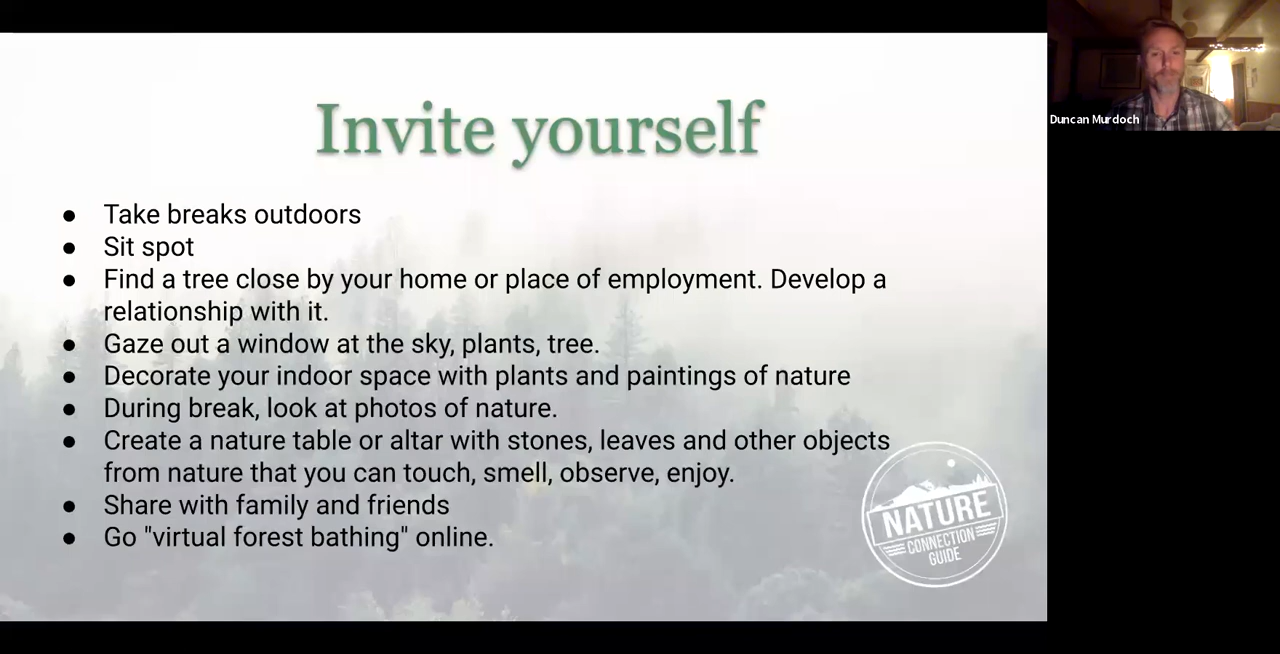 Invite yourself
● Take breaks outdoors
● Sit spot
● Find a tree close by your home or place of employment. Develop a
relationship with it.
● Gaze out a window at the sky, plants, tree.
● Decorate your indoor space with plants and paintings of nature
● During break, look at photos of nature.
● Create a nature table or altar with stones, leaves and other objects
from nature that you can touch, smell, observe, enjoy.
● Share with family and friends
● Go "virtual forest bathing" online.
NATURE
CONNECTION
GUIDE
Duncan Murdoch